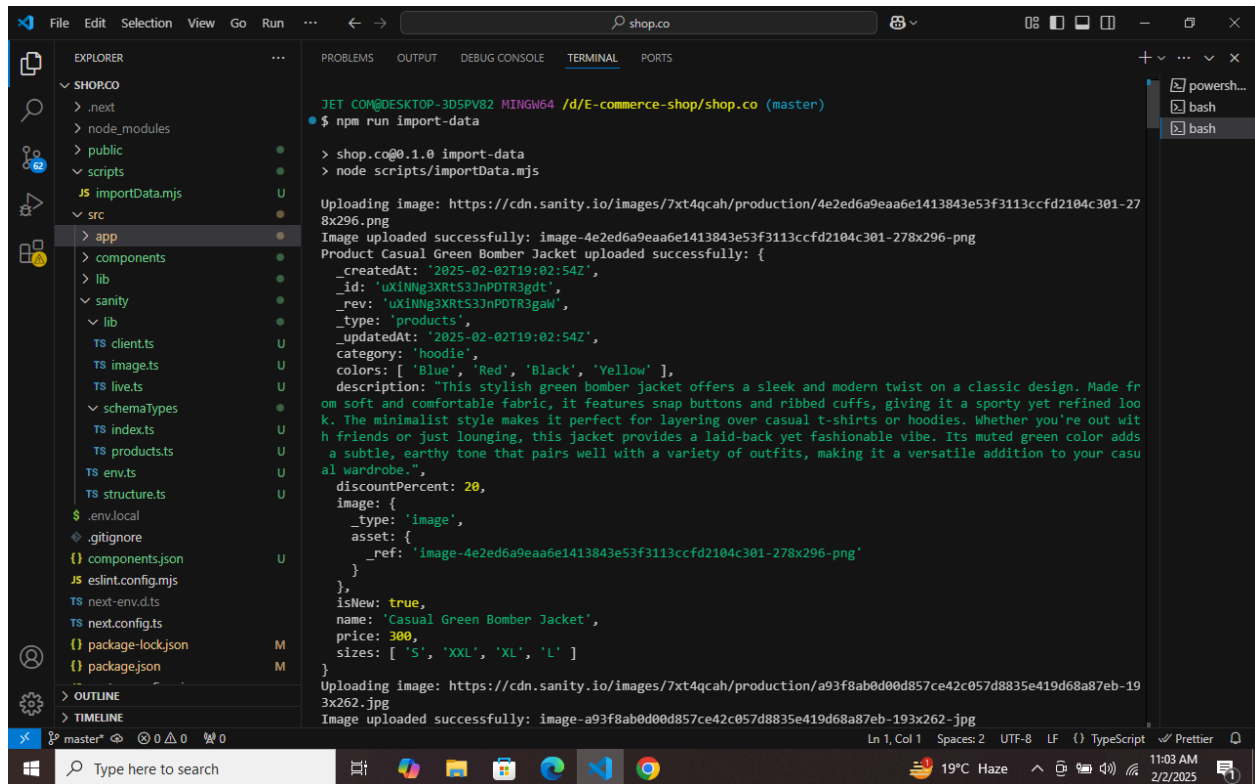 File Edit Selection View Go Run ··· shop.co
EXPLORER ···
SHOP.CO
.next
node_modules
public
scripts
JS importData.mjs U
src
app
components
lib
sanity
lib
TS client.ts U
TS image.ts U
TS live.ts U
schemaTypes
TS index.ts U
TS products.ts U
TS env.ts U
TS structure.ts U
$ .env.local
.gitignore
{} components.json U
JS eslint.config.mjs
TS next-env.d.ts
TS next.config.ts
{} package-lock.json M
{} package.json M
OUTLINE
TIMELINE
62
PROBLEMS OUTPUT DEBUG CONSOLE TERMINAL PORTS
powersh...
bash
bash
JET COM@DESKTOP-3D5PV82 MINGW64 /d/E-commerce-shop/shop.co (master)
$ npm run import-data
> shop.co@0.1.0 import-data
> node scripts/importData.mjs
Uploading image: https://cdn.sanity.io/images/7xt4qcah/production/4e2ed6a9eaa6e1413843e53f3113ccfd2104c301-27
8x296.png
Image uploaded successfully: image-4e2ed6a9eaa6e1413843e53f3113ccfd2104c301-278x296-png
Product Casual Green Bomber Jacket uploaded successfully: {
_createdAt: '2025-02-02T19:02:54Z',
_id: 'uXiNNg3XRtS3JnPDTR3gdt',
_rev: 'uXiNNg3XRtS3JnPDTR3gaW',
_type: 'products',
_updatedAt: '2025-02-02T19:02:54Z',
category: 'hoodie',
colors: [ 'Blue', 'Red', 'Black', 'Yellow' ],
description: "This stylish green bomber jacket offers a sleek and modern twist on a classic design. Made fr
om soft and comfortable fabric, it features snap buttons and ribbed cuffs, giving it a sporty yet refined loo
k. The minimalist style makes it perfect for layering over casual t-shirts or hoodies. Whether you're out wit
h friends or just lounging, this jacket provides a laid-back yet fashionable vibe. Its muted green color adds
a subtle, earthy tone that pairs well with a variety of outfits, making it a versatile addition to your casu
al wardrobe.",
discountPercent: 20,
image: {
_type: 'image',
asset: {
_ref: 'image-4e2ed6a9eaa6e1413843e53f3113ccfd2104c301-278x296-png'
}
},
isNew: true,
name: 'Casual Green Bomber Jacket',
price: 300,
sizes: [ 'S', 'XXL', 'XL', 'L' ]
}
Uploading image: https://cdn.sanity.io/images/7xt4qcah/production/a93f8ab0d00d857ce42c057d8835e419d68a87eb-19
3x262.jpg
Image uploaded successfully: image-a93f8ab0d00d857ce42c057d8835e419d68a87eb-193x262-jpg
master* 0 0 0 Ln 1, Col 1 Spaces: 2 UTF-8 LF {} TypeScript Prettier
Type here to search 19°C Haze 11:03 AM
2/2/2025 1